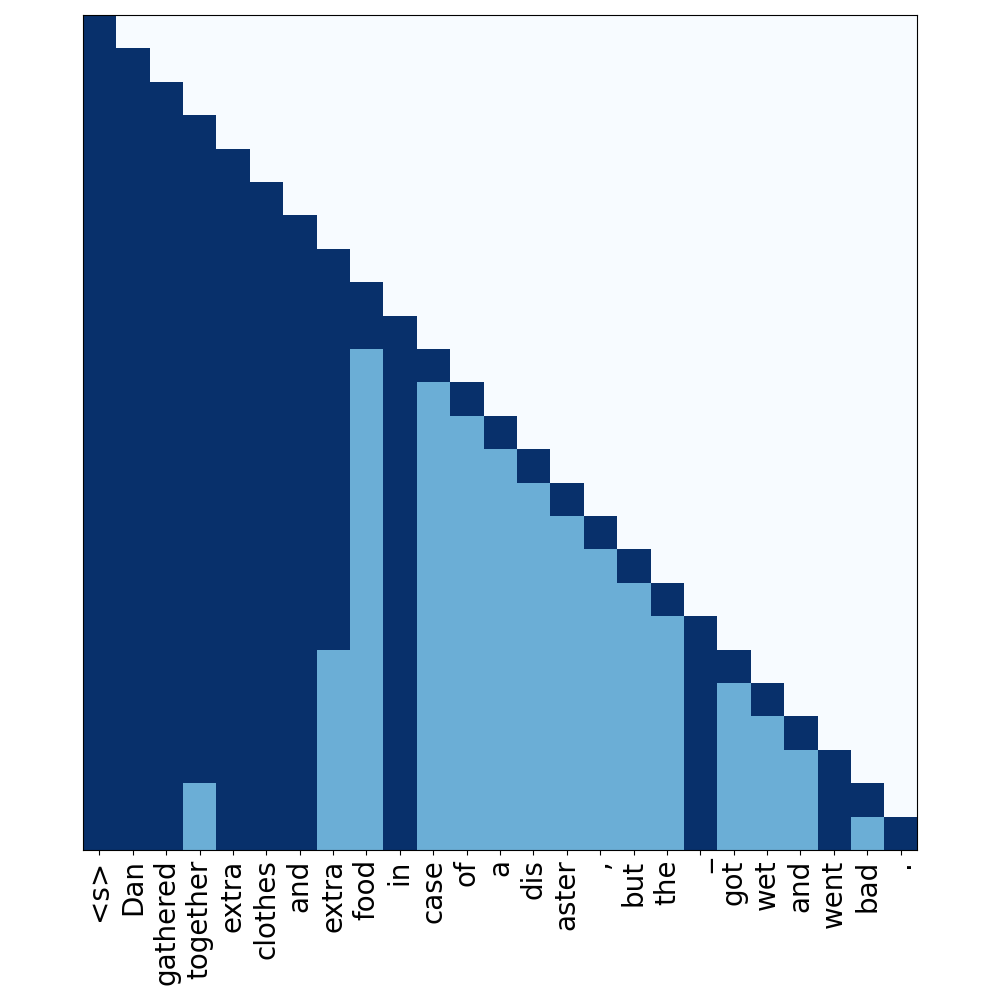 <s> Dan gathered together extra clothes and extra food in case of a dis aster , but the _ got wet and went bad .